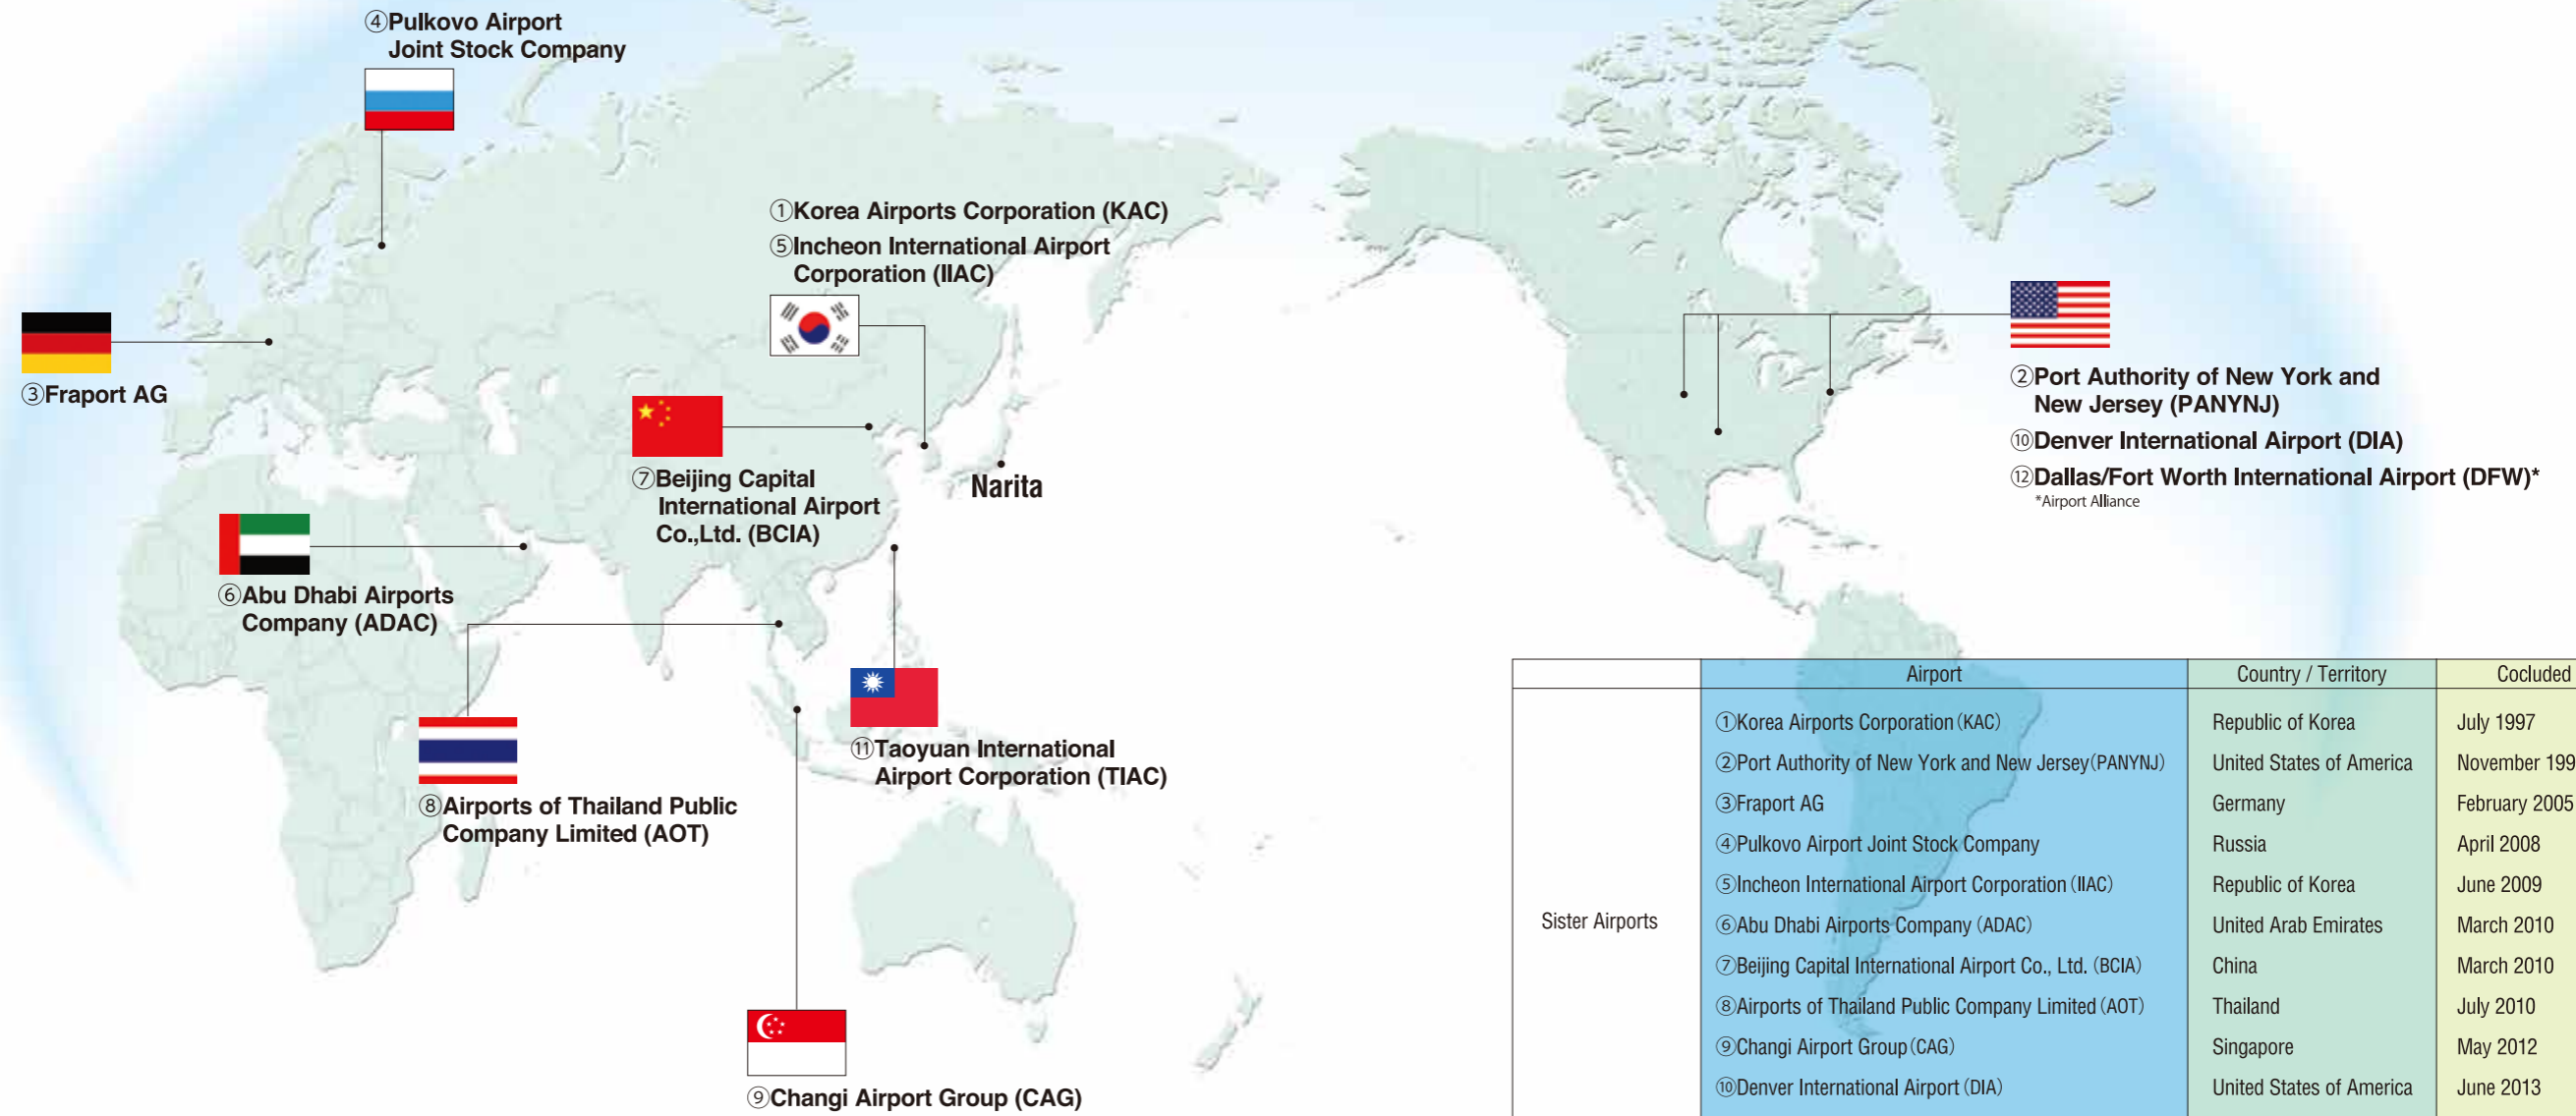 ④Pulkovo Airport
Joint Stock Company
①Korea Airports Corporation (KAC)
⑤Incheon International Airport
Corporation (IIAC)
③Fraport AG
⑦Beijing Capital
International Airport
Co.,Ltd. (BCIA)
Narita
②Port Authority of New York and
New Jersey (PANYNJ)
⑩Denver International Airport (DIA)
⑫Dallas/Fort Worth International Airport (DFW)*
*Airport Alliance
⑥Abu Dhabi Airports
Company (ADAC)
⑪Taoyuan International
Airport Corporation (TIAC)
⑧Airports of Thailand Public
Company Limited (AOT)
⑨Changi Airport Group (CAG)
Airport Country / Territory Cocluded
Sister Airports
①Korea Airports Corporation (KAC) Republic of Korea July 1997
②Port Authority of New York and New Jersey (PANYNJ) United States of America November 199
③Fraport AG Germany February 2005
④Pulkovo Airport Joint Stock Company Russia April 2008
⑤Incheon International Airport Corporation (IIAC) Republic of Korea June 2009
⑥Abu Dhabi Airports Company (ADAC) United Arab Emirates March 2010
⑦Beijing Capital International Airport Co., Ltd. (BCIA) China March 2010
⑧Airports of Thailand Public Company Limited (AOT) Thailand July 2010
⑨Changi Airport Group (CAG) Singapore May 2012
⑩Denver International Airport (DIA) United States of America June 2013